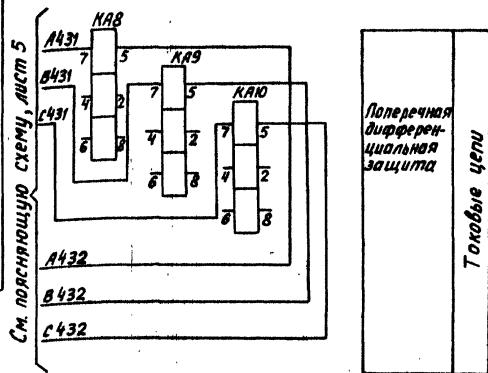 См. поясняющую схему, лист 5
А431
В431
С431
КА8
7 5
4 2
6 8
КА9
7 5
4 2
6 8
КА10
7 5
4 2
6 8
А432
В432
С432
Поперечная
дифферен-
циальная
защита
Токовые цепи